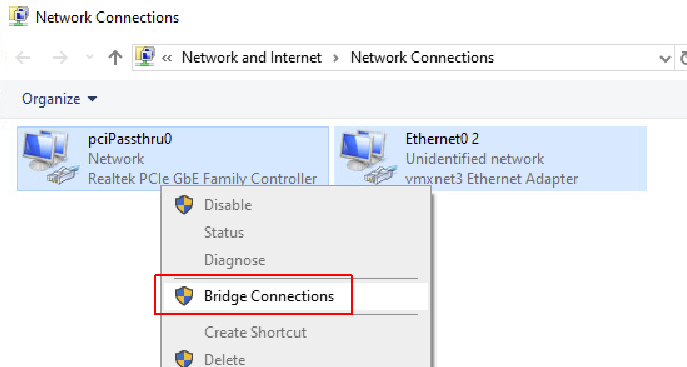 Network Connections
« Network and Internet > Network Connections
Organize
pciPassthru0
Network
Realtek PCIe GbE Family Controller
Ethernet0 2
Unidentified network
vmxnet3 Ethernet Adapter
Disable
Status
Diagnose
Bridge Connections
Create Shortcut
Delete